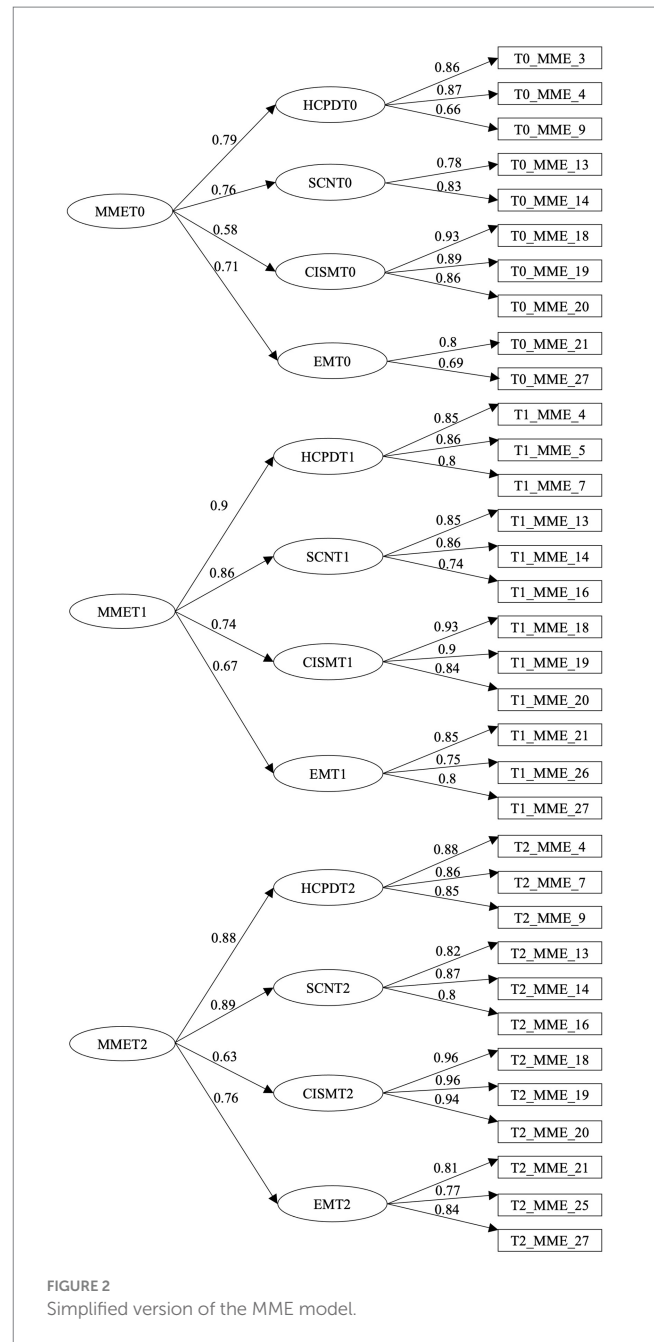 0.86
T0_MME_3
HCPDT0
0.87
T0_MME_4
0.66
T0_MME_9
0.79
0.78
T0_MME_13
0.76
SCNT0
0.83
T0_MME_14
MMET0
0.58
0.93
T0_MME_18
0.71
CISMT0
0.89
T0_MME_19
0.86
T0_MME_20
0.8
T0_MME_21
EMT0
0.69
T0_MME_27
0.85
T1_MME_4
HCPDT1
0.86
T1_MME_5
0.8
T1_MME_7
0.9
0.85
T1_MME_13
0.86
SCNT1
0.86
T1_MME_14
0.74
T1_MME_16
MMET1
0.74
0.93
T1_MME_18
0.67
CISMT1
0.9
T1_MME_19
0.84
T1_MME_20
0.85
T1_MME_21
EMT1
0.75
T1_MME_26
0.8
T1_MME_27
0.88
T2_MME_4
HCPDT2
0.86
T2_MME_7
0.85
T2_MME_9
0.88
0.82
T2_MME_13
0.89
SCNT2
0.87
T2_MME_14
0.8
T2_MME_16
MMET2
0.63
0.96
T2_MME_18
0.76
CISMT2
0.96
T2_MME_19
0.94
T2_MME_20
0.81
T2_MME_21
EMT2
0.77
T2_MME_25
0.84
T2_MME_27
FIGURE 2
Simplified version of the MME model.